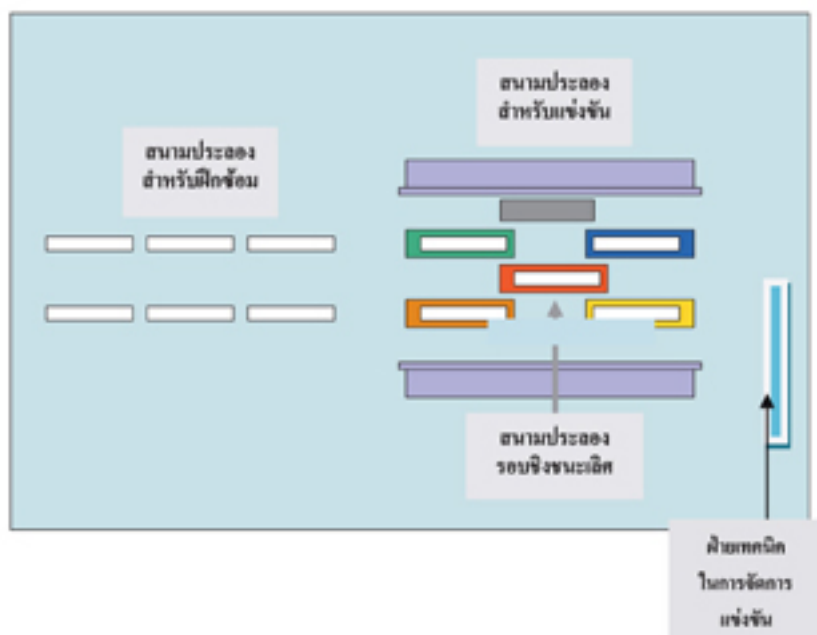 สนามประลอง
สำหรับแข่งขัน
สนามประลอง
สำหรับฝึกซ้อม
สนามประลอง
รอบชิงชนะเลิศ
ฝ่ายเทคนิค
ในการจัดการ
แข่งขัน